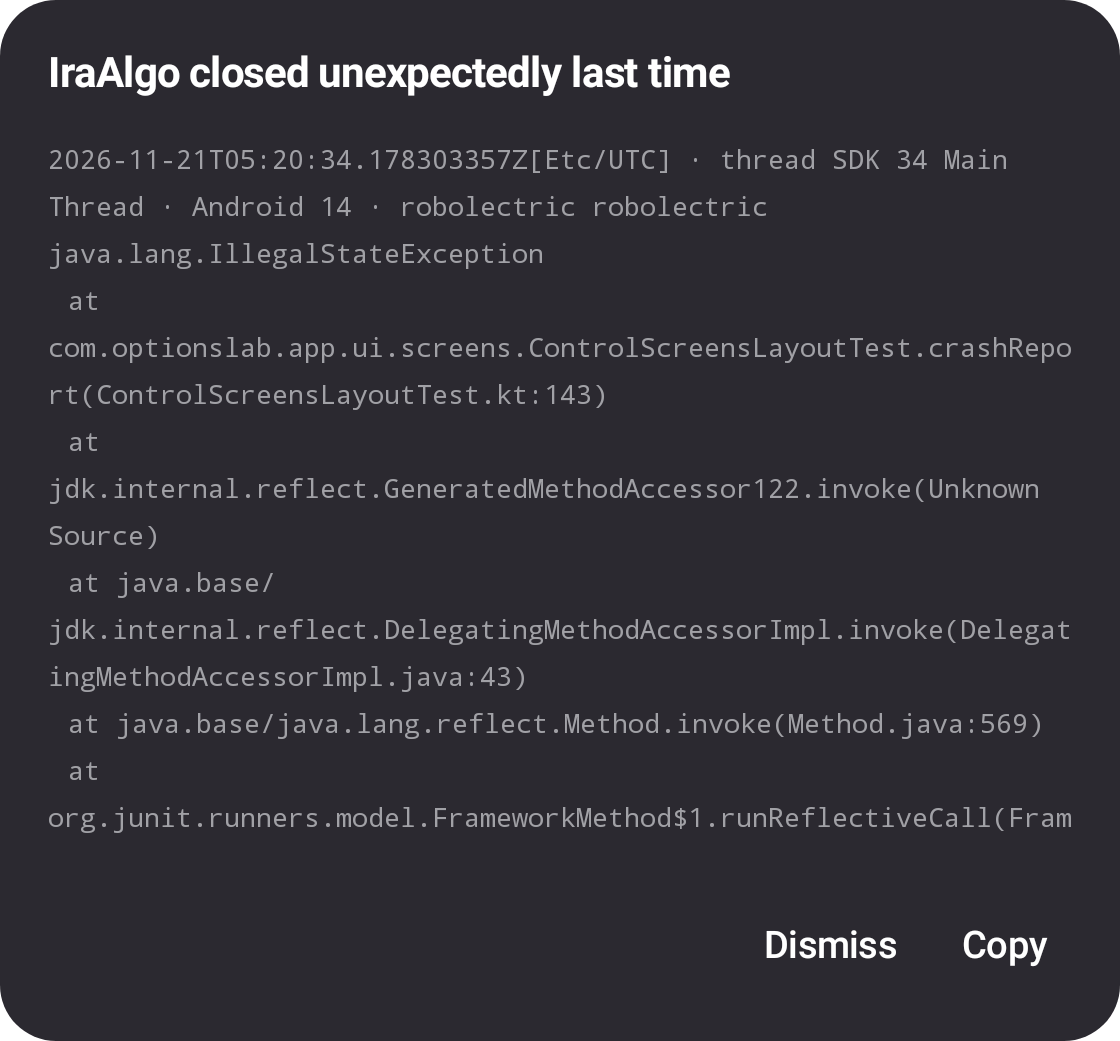 IraAlgo closed unexpectedly last time
2026-11-21T05:20:34.178303357Z[Etc/UTC] · thread SDK 34 Main
Thread · Android 14 · robolectric robolectric
java.lang.IllegalStateException
at
com.optionslab.app.ui.screens.ControlScreensLayoutTest.crashRepo
rt(ControlScreensLayoutTest.kt:143)
at
jdk.internal.reflect.GeneratedMethodAccessor122.invoke(Unknown
Source)
at java.base/
jdk.internal.reflect.DelegatingMethodAccessorImpl.invoke(Delegat
ingMethodAccessorImpl.java:43)
at java.base/java.lang.reflect.Method.invoke(Method.java:569)
at
org.junit.runners.model.FrameworkMethod$1.runReflectiveCall(Fram
Dismiss Copy